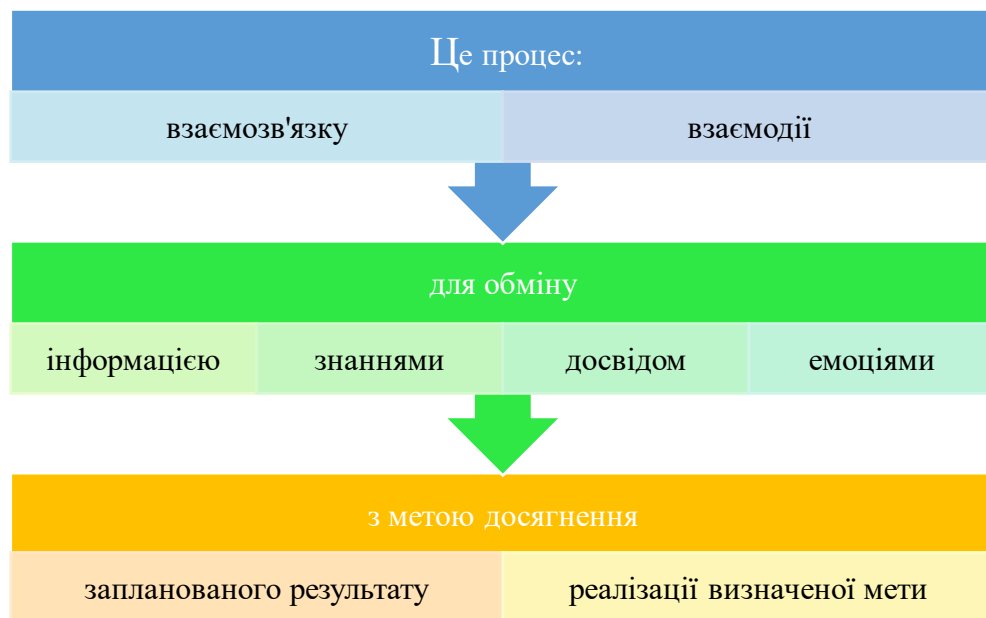 Це процес:
взаємозв'язку взаємодії
для обміну
інформацією знаннями досвідом емоціями
з метою досягнення
запланованого результату реалізації визначеної мети